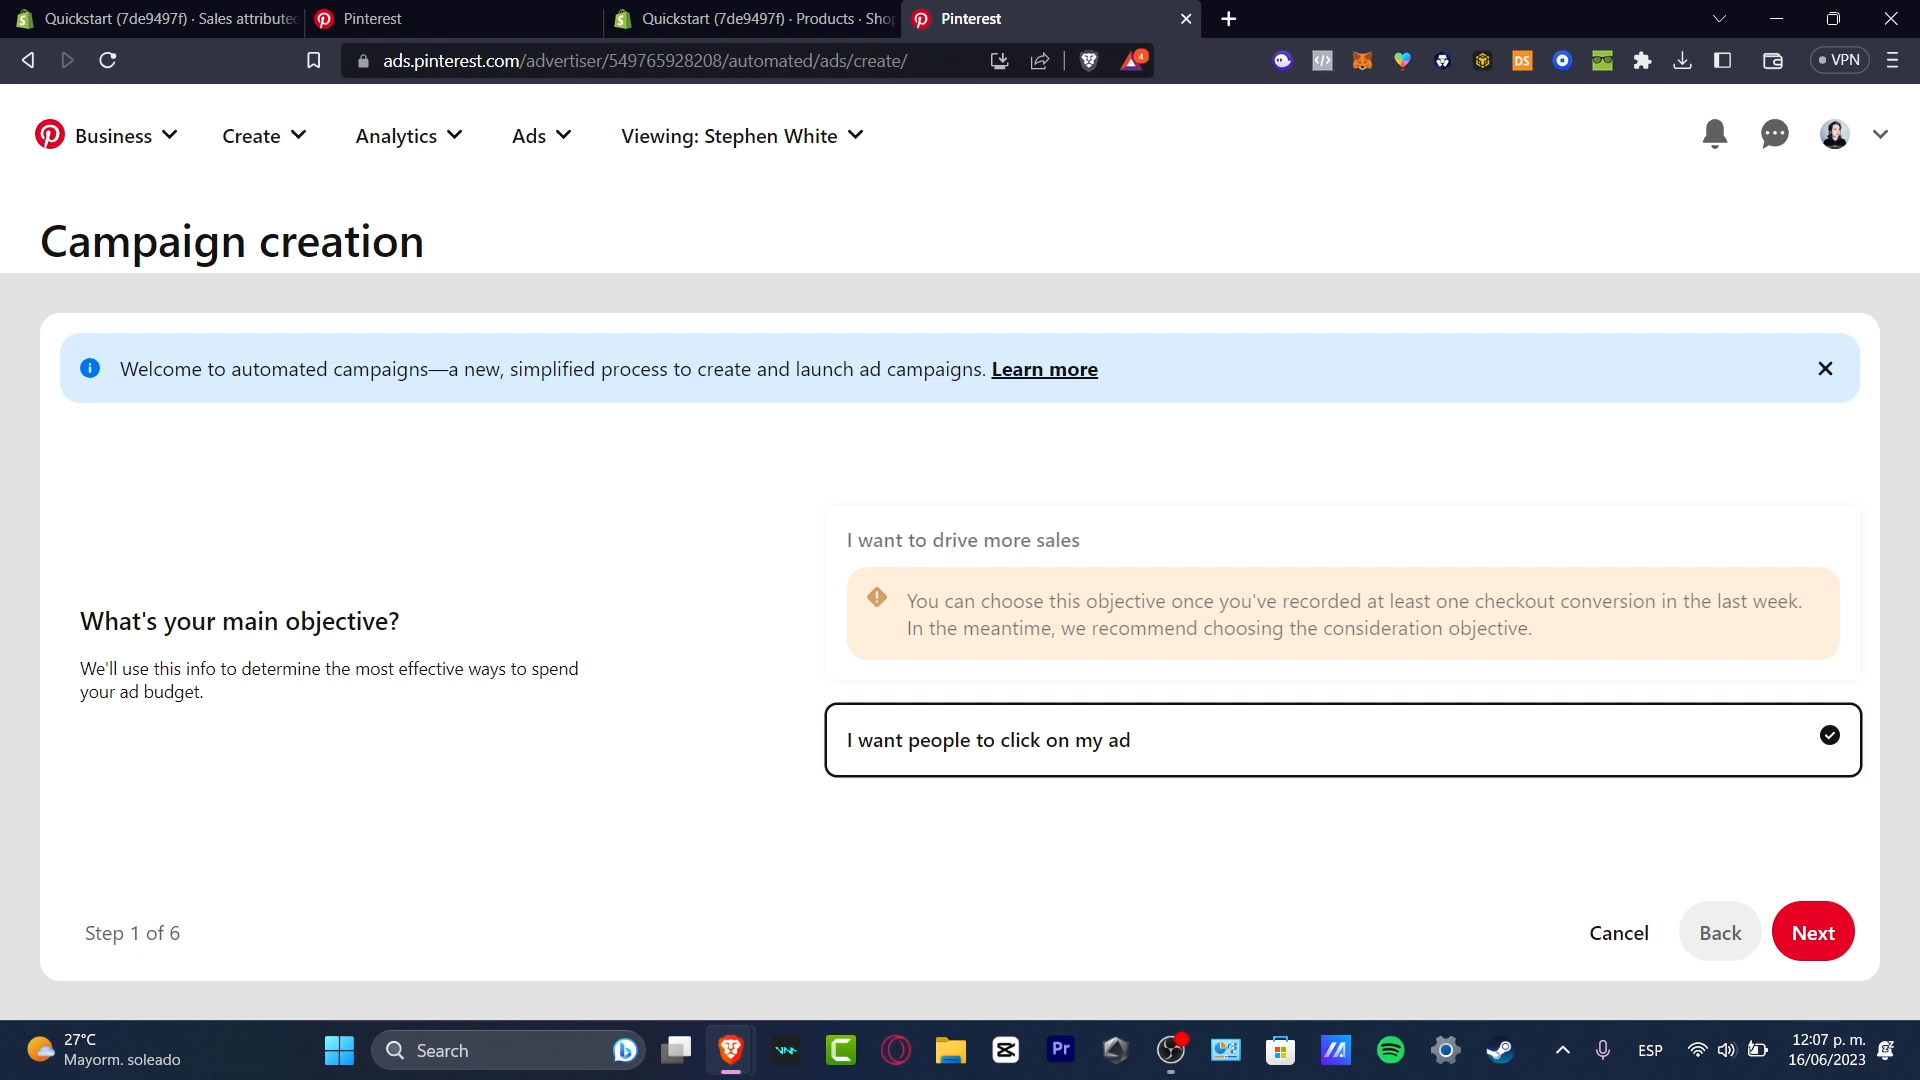 Quickstart (7de9497f) · Sales attribute
Pinterest
Quickstart (7de9497f) · Products · Sho
Pinterest
ads.pinterest.com/advertiser/549765928208/automated/ads/create/
4
DS
VPN
Business
Create
Analytics
Ads
Viewing: Stephen White
Campaign creation
Welcome to automated campaigns—a new, simplified process to create and launch ad campaigns. Learn more
I want to drive more sales
You can choose this objective once you've recorded at least one checkout conversion in the last week.
In the meantime, we recommend choosing the consideration objective.
What's your main objective?
We'll use this info to determine the most effective ways to spend
your ad budget.
I want people to click on my ad
Step 1 of 6
Cancel
Back
Next
27°C
Mayorm. soleado
Search
Pr
ESP
12:07 p. m.
16/06/2023